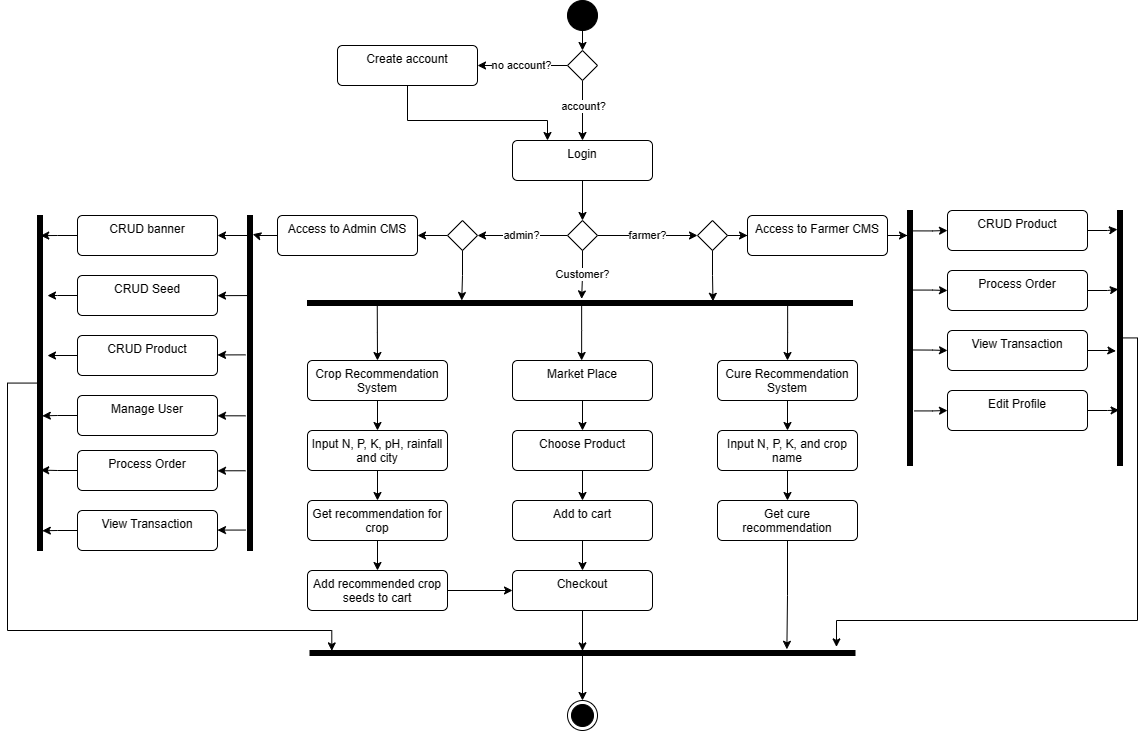 Create account
no account?
account?
Login
CRUD banner
Access to Admin CMS
admin?
farmer?
Access to Farmer CMS
CRUD Product
Customer?
CRUD Seed
Process Order
CRUD Product
View Transaction
Crop Recommendation
System
Market Place
Cure Recommendation
System
Manage User
Edit Profile
Input N, P, K, pH, rainfall
and city
Choose Product
Input N, P, K, and crop
name
Process Order
Get recommendation for
crop
Add to cart
Get cure
recommendation
View Transaction
Add recommended crop
seeds to cart
Checkout